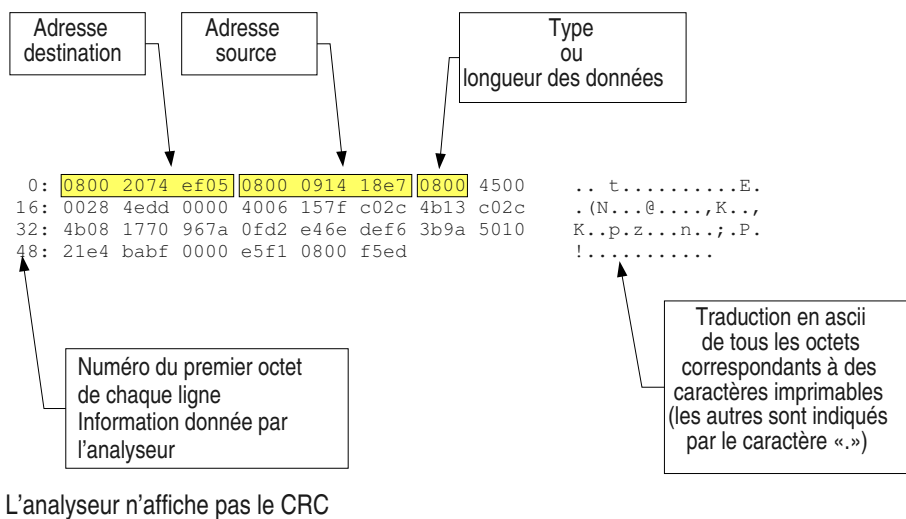 Adresse
destination
Adresse
source
Type
ou
longueur des données
0: 0800 2074 ef05 0800 0914 18e7 0800 4500 .. t..........E.
16: 0028 4edd 0000 4006 157f c02c 4b13 c02c .(N...@....,K..,
32: 4b08 1770 967a 0fd2 e46e def6 3b9a 5010 K..p.z...n..;.P.
48: 21e4 babf 0000 e5f1 0800 f5ed !...........
Numéro du premier octet
de chaque ligne
Information donnée par
l'analyseur
Traduction en ascii
de tous les octets
correspondants à des
caractères imprimables
(les autres sont indiqués
par le caractère «.»)
L'analyseur n'affiche pas le CRC